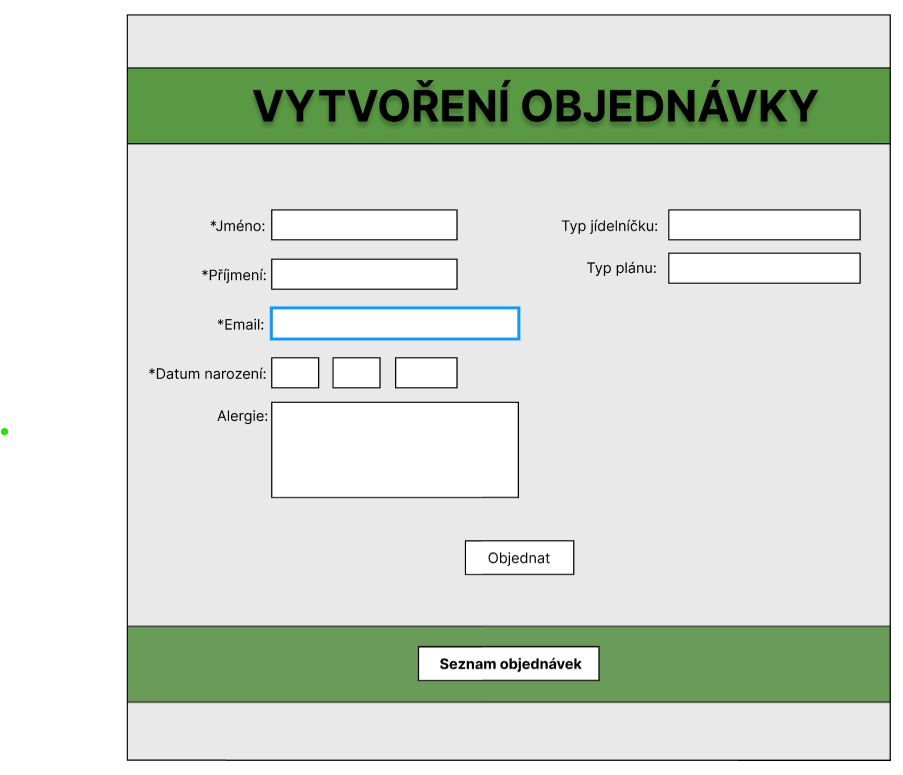 VYTVOŘENÍ OBJEDNÁVKY
*Jméno:
*Příjmení:
*Email:
*Datum narození:
Alergie:
Typ jídelníčku:
Typ plánu:
Objednat
Seznam objednávek